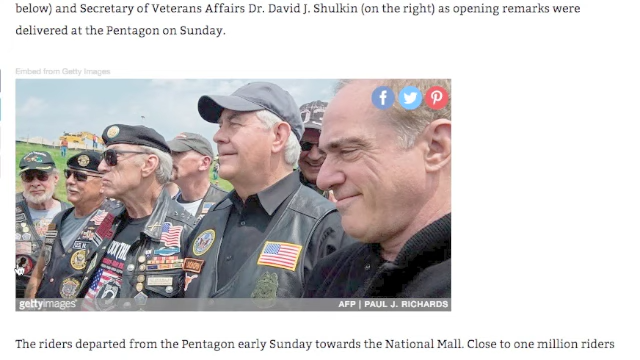 below) and Secretary of Veterans Affairs Dr. David J. Shulkin (on the right) as opening remarks were
delivered at the Pentagon on Sunday.
Embed from Getty Images
gettyimages
AFP | PAUL J. RICHARDS
The riders departed from the Pentagon early Sunday towards the National Mall. Close to one million riders